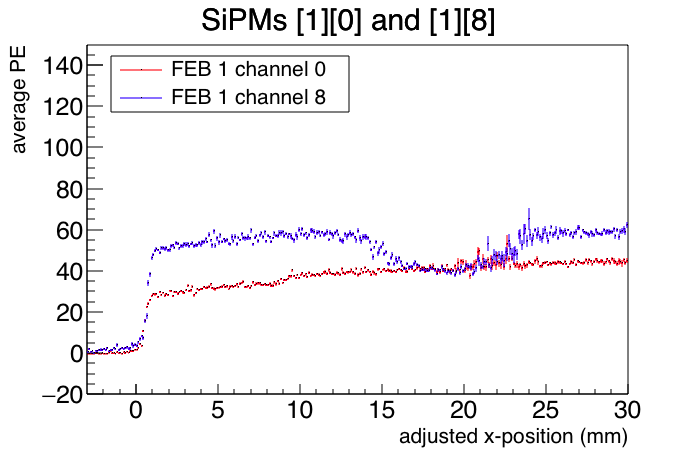 SiPMs [1][0] and [1][8]
average PE
FEB 1 channel 0
FEB 1 channel 8
140
120
100
80
60
40
20
0
−20
0 5 10 15 20 25 30
adjusted x-position (mm)